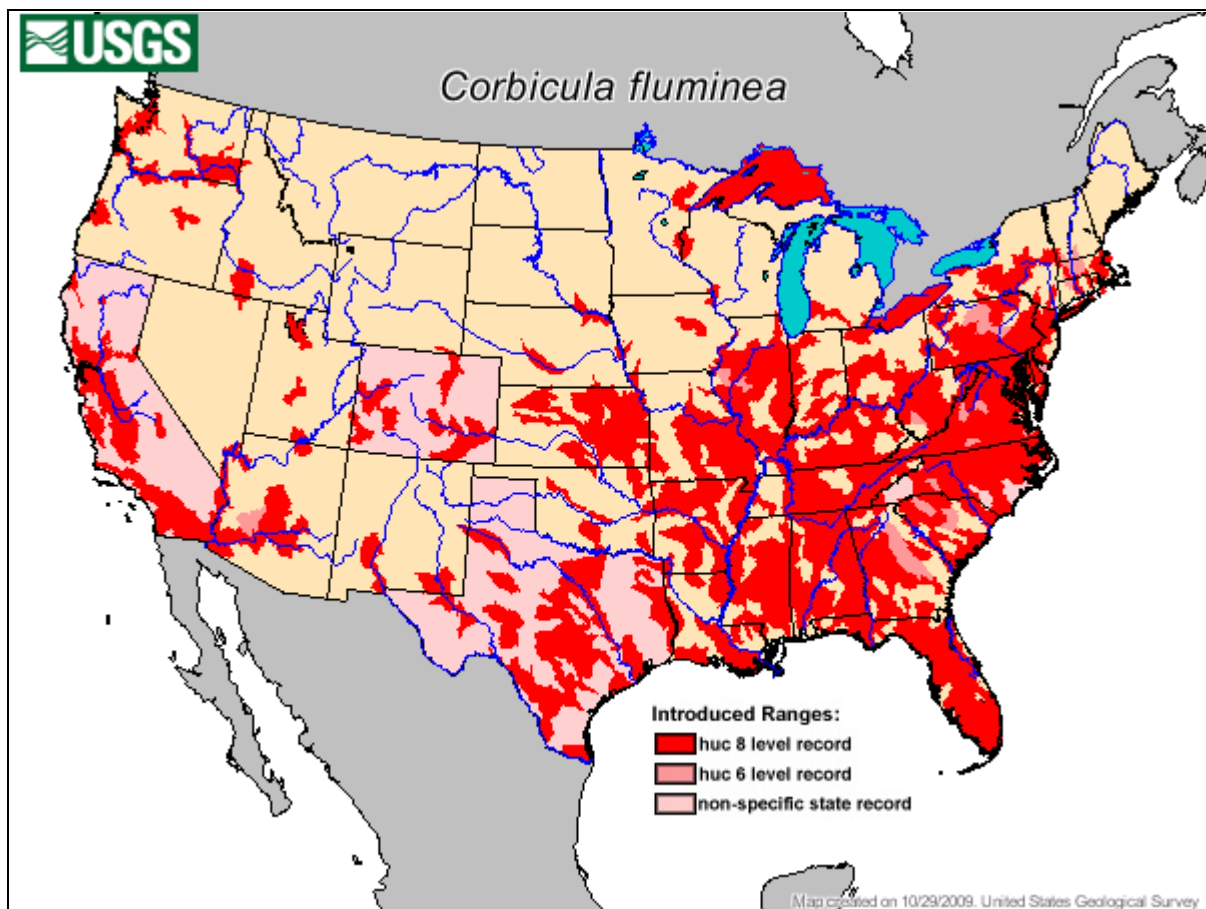 USGS
Corbicula fluminea
Introduced Ranges:
huc 8 level record
huc 6 level record
non-specific state record
Map created on 10/29/2009. United States Geological Survey